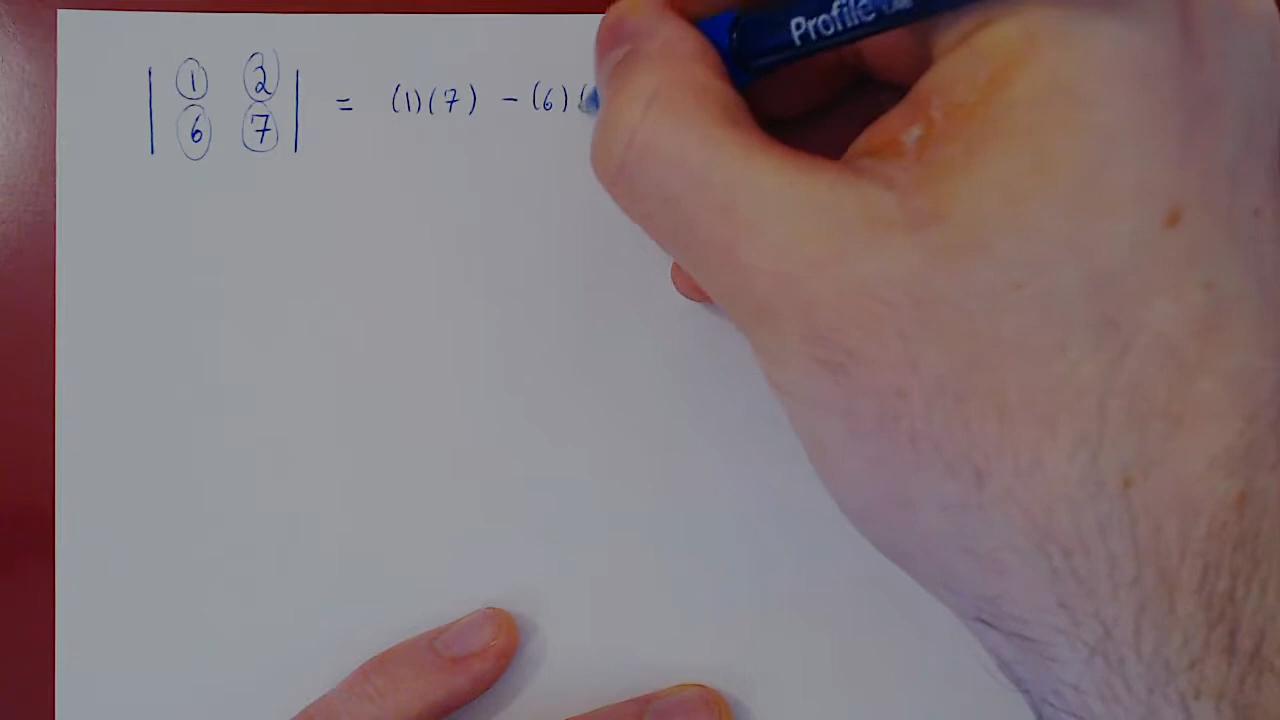 | 1 2 | = (1)(7) - (6)(
| 6 7 |
Profile